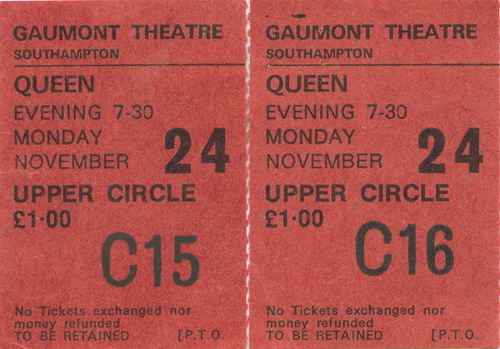 GAUMONT THEATRE
SOUTHAMPTON
QUEEN
EVENING 7-30
MONDAY
NOVEMBER 24
UPPER CIRCLE
£1·00
C15
No Tickets exchanged nor
money refunded
TO BE RETAINED [P.T.O.
GAUMONT THEATRE
SOUTHAMPTON
QUEEN
EVENING 7-30
MONDAY
NOVEMBER 24
UPPER CIRCLE
£1·00
C16
No Tickets exchanged nor
money refunded
TO BE RETAINED [P.T.O.